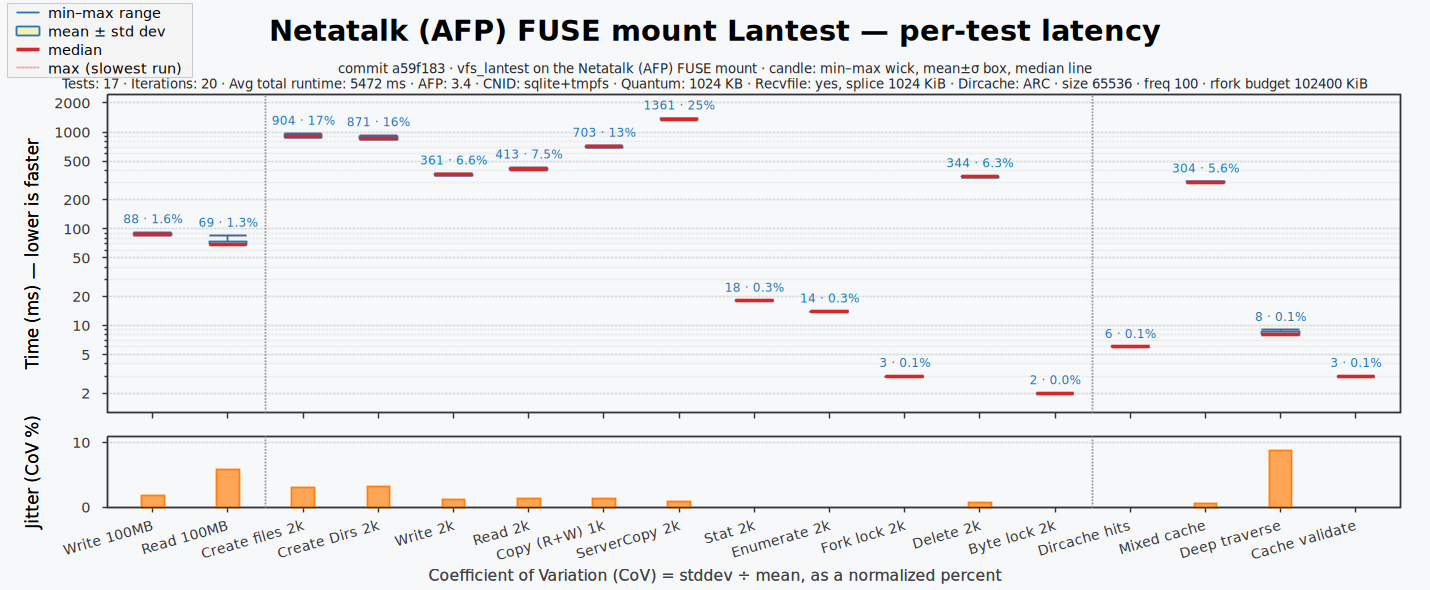 min–max range
mean ± std dev
median
max (slowest run)
Netatalk (AFP) FUSE mount Lantest — per-test latency
commit a59f183 · vfs_lantest on the Netatalk (AFP) FUSE mount · candle: min–max wick, mean±σ box, median line
Tests: 17 · Iterations: 20 · Avg total runtime: 5472 ms · AFP: 3.4 · CNID: sqlite+tmpfs · Quantum: 1024 KB · Recvfile: yes, splice 1024 KiB · Dircache: ARC · size 65536 · freq 100 · rfork budget 102400 KiB
Time (ms) — lower is faster
2000
1000
500
200
100
50
20
10
5
2
88 · 1.6%
69 · 1.3%
904 · 17%
871 · 16%
361 · 6.6%
413 · 7.5%
703 · 13%
1361 · 25%
18 · 0.3%
14 · 0.3%
3 · 0.1%
344 · 6.3%
2 · 0.0%
6 · 0.1%
304 · 5.6%
8 · 0.1%
3 · 0.1%
Jitter (CoV %)
10
0
Write 100MB
Read 100MB
Create files 2k
Create Dirs 2k
Write 2k
Read 2k
Copy (R+W) 1k
ServerCopy 2k
Stat 2k
Enumerate 2k
Fork lock 2k
Delete 2k
Byte lock 2k
Dircache hits
Mixed cache
Deep traverse
Cache validate
Coefficient of Variation (CoV) = stddev ÷ mean, as a normalized percent